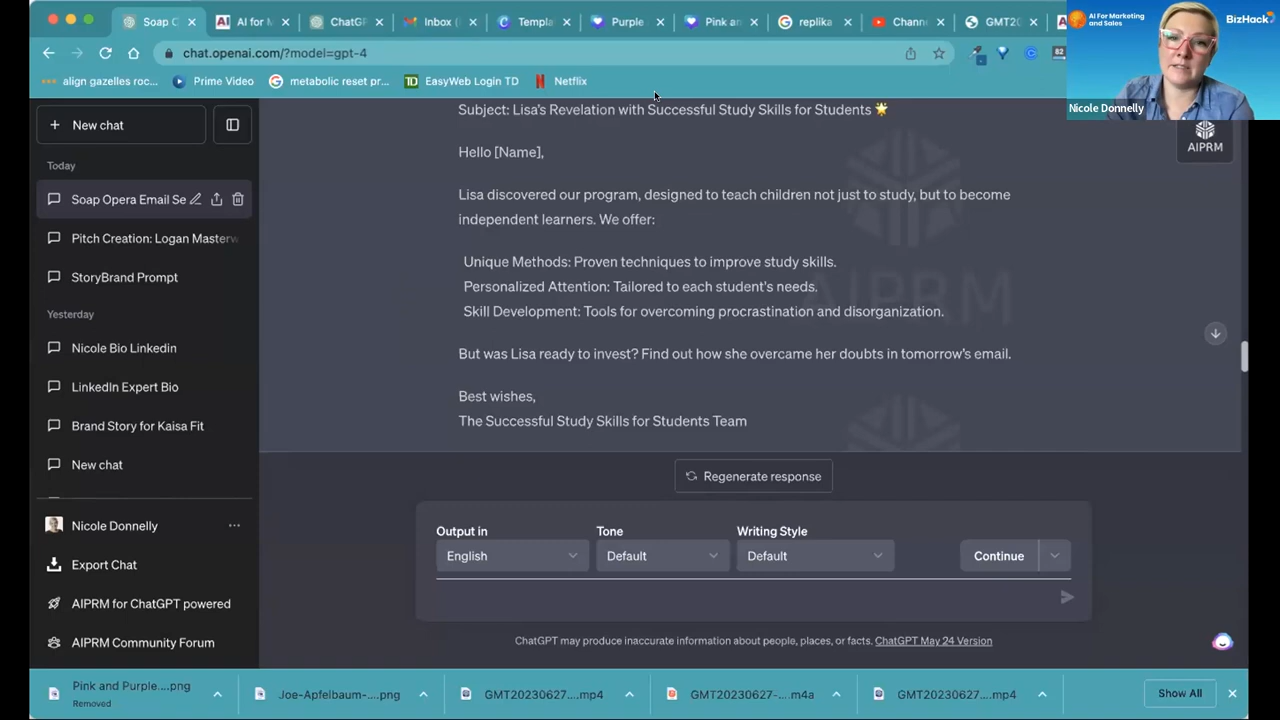 Soap C
AI for M
ChatGP
Inbox (
Templa
Purple
Pink an
replika
Chann
GMT20
chat.openai.com/?model=gpt-4
82
align gazelles roc...
Prime Video
metabolic reset pr...
TD
EasyWeb Login TD
Netflix
AI For Marketing
and Sales
BizHack
Nicole Donnelly
New chat
Today
Soap Opera Email Se
Pitch Creation: Logan Masterw
StoryBrand Prompt
Yesterday
Nicole Bio Linkedin
LinkedIn Expert Bio
Brand Story for Kaisa Fit
New chat
Nicole Donnelly
Export Chat
AIPRM for ChatGPT powered
AIPRM Community Forum
AIPRM
Subject: Lisa's Revelation with Successful Study Skills for Students 🌟
Hello [Name],
Lisa discovered our program, designed to teach children not just to study, but to become
independent learners. We offer:
Unique Methods: Proven techniques to improve study skills.
Personalized Attention: Tailored to each student's needs.
Skill Development: Tools for overcoming procrastination and disorganization.
AIPRM
But was Lisa ready to invest? Find out how she overcame her doubts in tomorrow's email.
Best wishes,
The Successful Study Skills for Students Team
Regenerate response
Output in
Tone
Writing Style
English
Default
Default
Continue
ChatGPT may produce inaccurate information about people, places, or facts. ChatGPT May 24 Version
Pink and Purple....png
Removed
Joe-Apfelbaum-....png
GMT20230627....mp4
GMT20230627-....m4a
GMT20230627....mp4
Show All